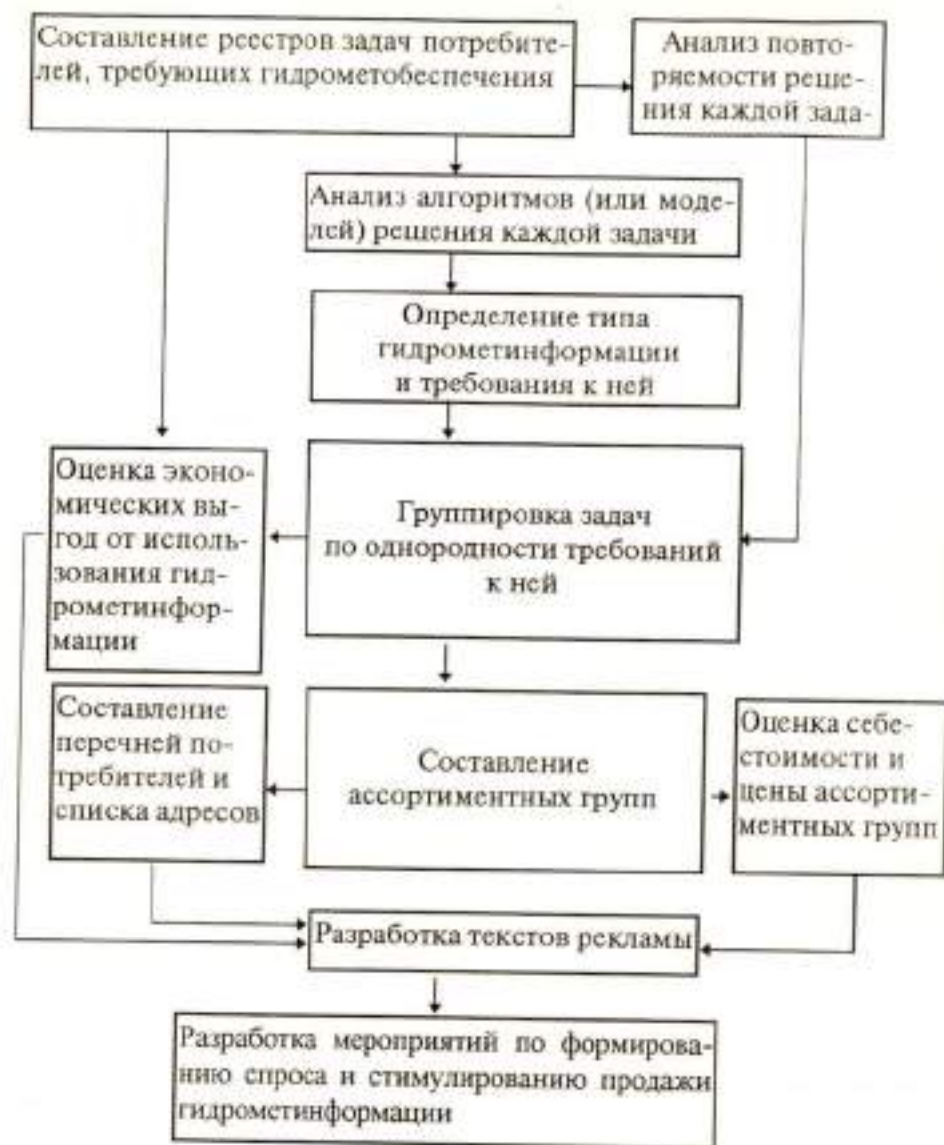 Составление реестров задач потребите-
лей, требующих гидрометобеспечения
Анализ повто-
ряемости реше-
ния каждой зада-
Анализ алгоритмов (или моде-
лей) решения каждой задачи
Определение типа
гидрометинформации
и требования к ней
Оценка эконо-
мических вы-
год от исполь-
зования гид-
рометинфор-
мации
Группировка задач
по однородности требований
к ней
Составление
перечней по-
требителей и
списка адресов
Составление
ассортиментных групп
Оценка себе-
стоимости и
цены ассорти-
ментных групп
Разработка текстов рекламы
Разработка мероприятий по формирова-
нию спроса и стимулированию продажи
гидрометинформации